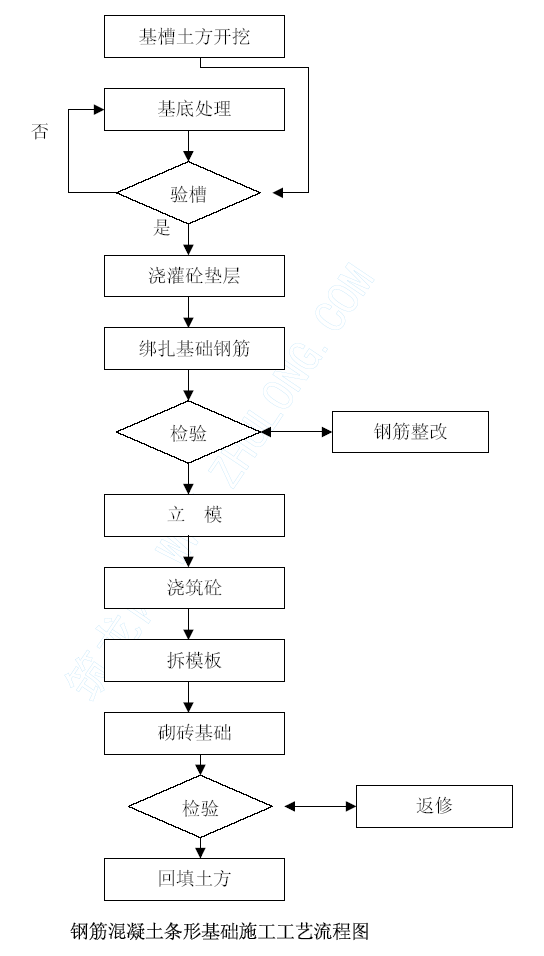 基槽土方开挖
基底处理
否
验槽
是
浇灌砼垫层
绑扎基础钢筋
检验
钢筋整改
立 模
浇筑砼
拆模板
砌砖基础
检验
返修
回填土方
钢筋混凝土条形基础施工工艺流程图